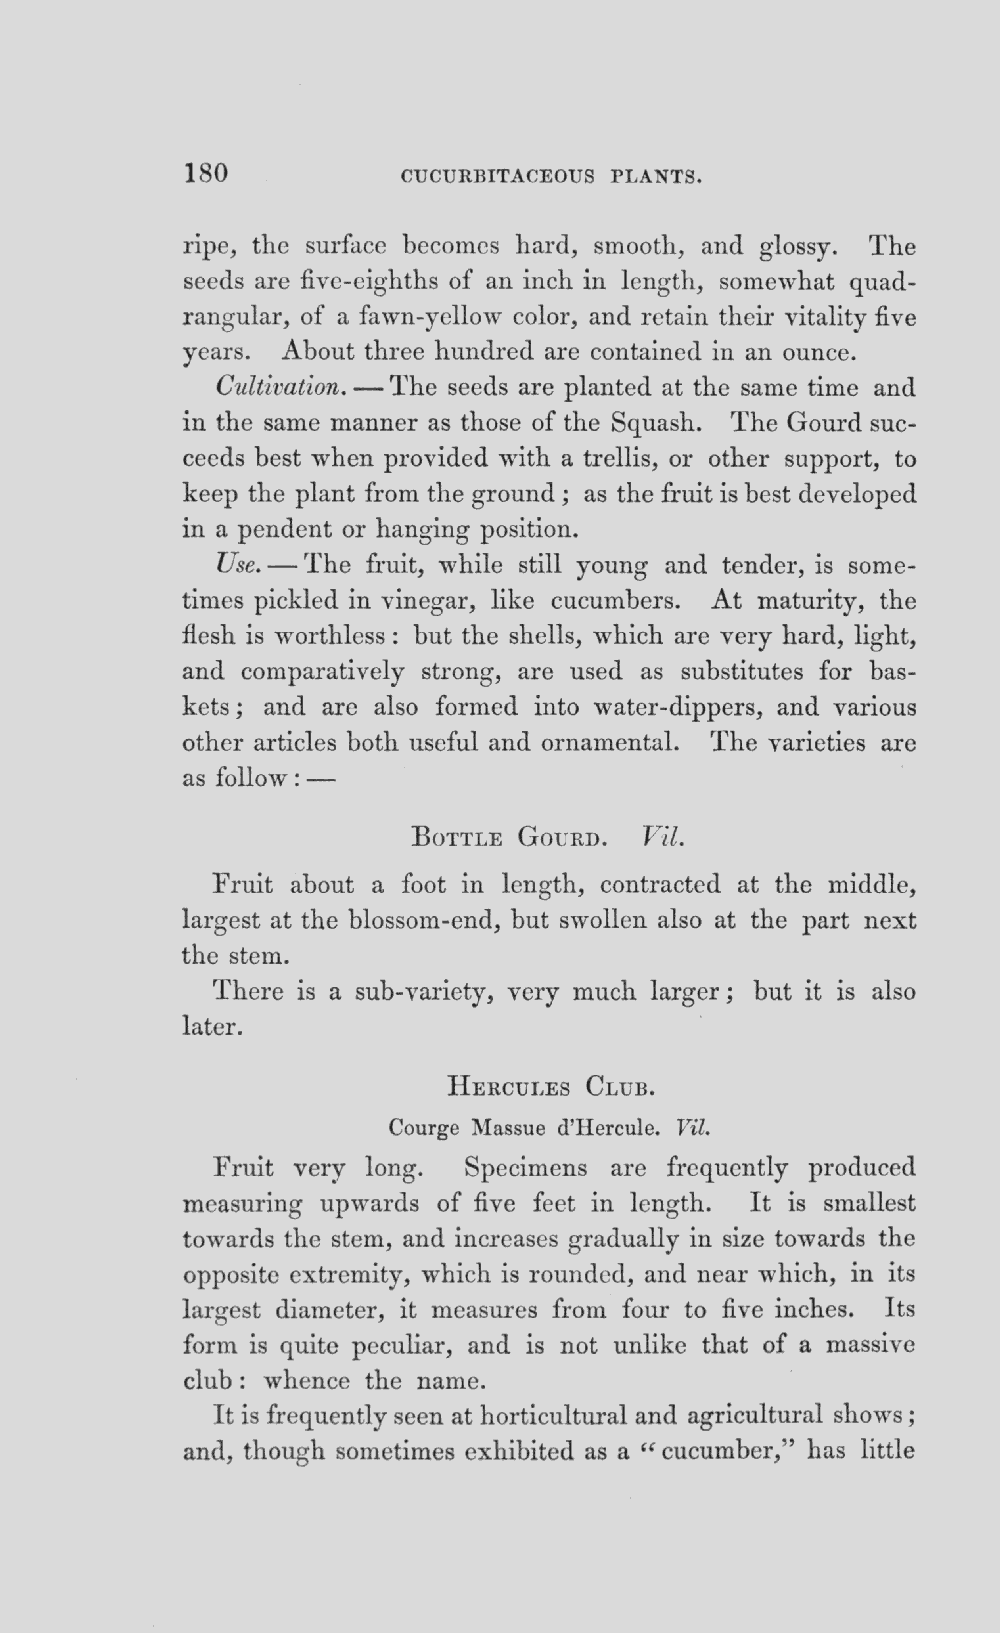 180 CUCURBITACEOUS PLANTS.
ripe, the surface becomes hard, smooth, and glossy. The
seeds are five-eighths of an inch in length, somewhat quad-
rangular, of a fawn-yellow color, and retain their vitality five
years. About three hundred are contained in an ounce.
Cultivation. — The seeds are planted at the same time and
in the same manner as those of the Squash. The Gourd suc-
ceeds best when provided with a trellis, or other support, to
keep the plant from the ground; as the fruit is best developed
in a pendent or hanging position.
Use. — The fruit, while still young and tender, is some-
times pickled in vinegar, like cucumbers. At maturity, the
flesh is worthless: but the shells, which are very hard, light,
and comparatively strong, are used as substitutes for bas-
kets; and are also formed into water-dippers, and various
other articles both useful and ornamental. The varieties are
as follow: —
BOTTLE GOURD. Vil.
Fruit about a foot in length, contracted at the middle,
largest at the blossom-end, but swollen also at the part next
the stem.
There is a sub-variety, very much larger; but it is also
later.
HERCULES CLUB.
Courge Massue d'Hercule. Vil.
Fruit very long. Specimens are frequently produced
measuring upwards of five feet in length. It is smallest
towards the stem, and increases gradually in size towards the
opposite extremity, which is rounded, and near which, in its
largest diameter, it measures from four to five inches. Its
form is quite peculiar, and is not unlike that of a massive
club: whence the name.
It is frequently seen at horticultural and agricultural shows;
and, though sometimes exhibited as a "cucumber," has little